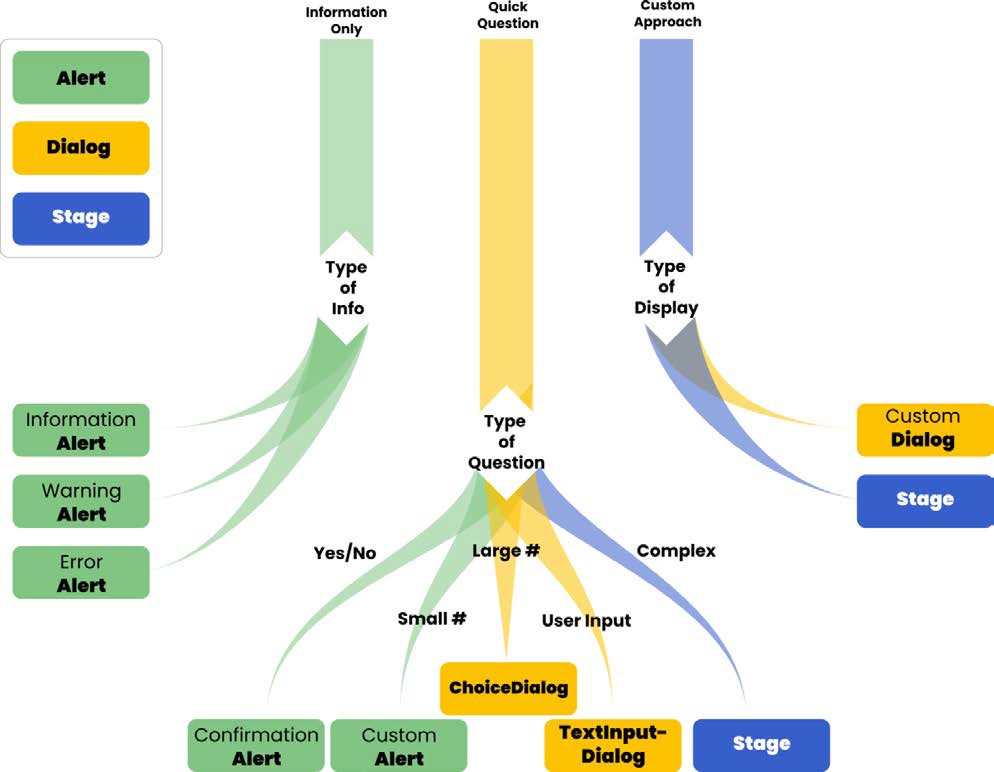 Information
Only
Quick
Question
Custom
Approach
Alert
Dialog
Stage
Type
of
Info
Type
of
Display
Type
of
Question
Information
Alert
Warning
Alert
Error
Alert
Custom
Dialog
Stage
Yes/No
Large #
Complex
Small #
User Input
ChoiceDialog
Confirmation
Alert
Custom
Alert
TextInput-
Dialog
Stage